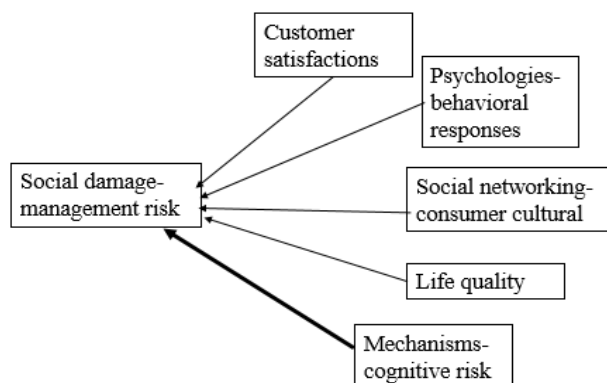 Customer
satisfactions
Psychologies-
behavioral
responses
Social damage-
management risk
Social networking-
consumer cultural
Life quality
Mechanisms-
cognitive risk